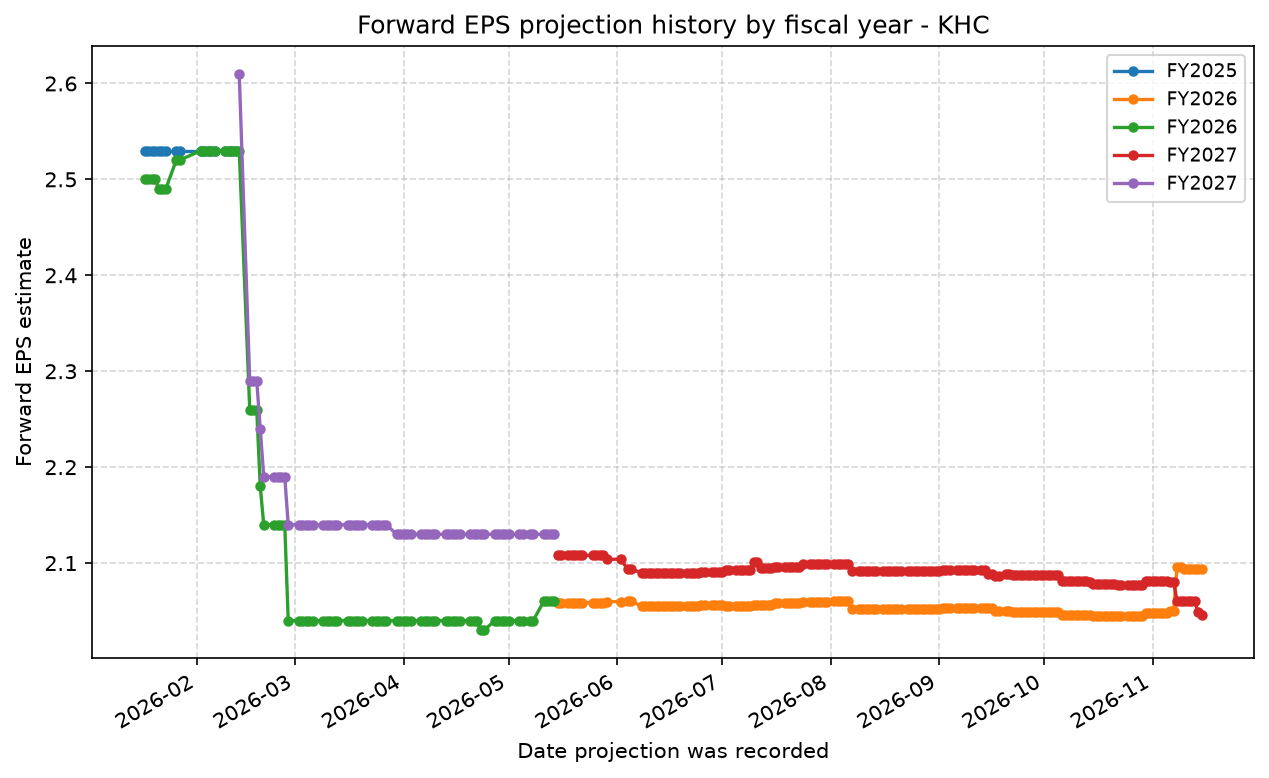 Forward EPS projection history by fiscal year - KHC
FY2025
FY2026
FY2026
FY2027
FY2027
Forward EPS estimate
2.6
2.5
2.4
2.3
2.2
2.1
2026-02
2026-03
2026-04
2026-05
2026-06
2026-07
2026-08
2026-09
2026-10
2026-11
Date projection was recorded